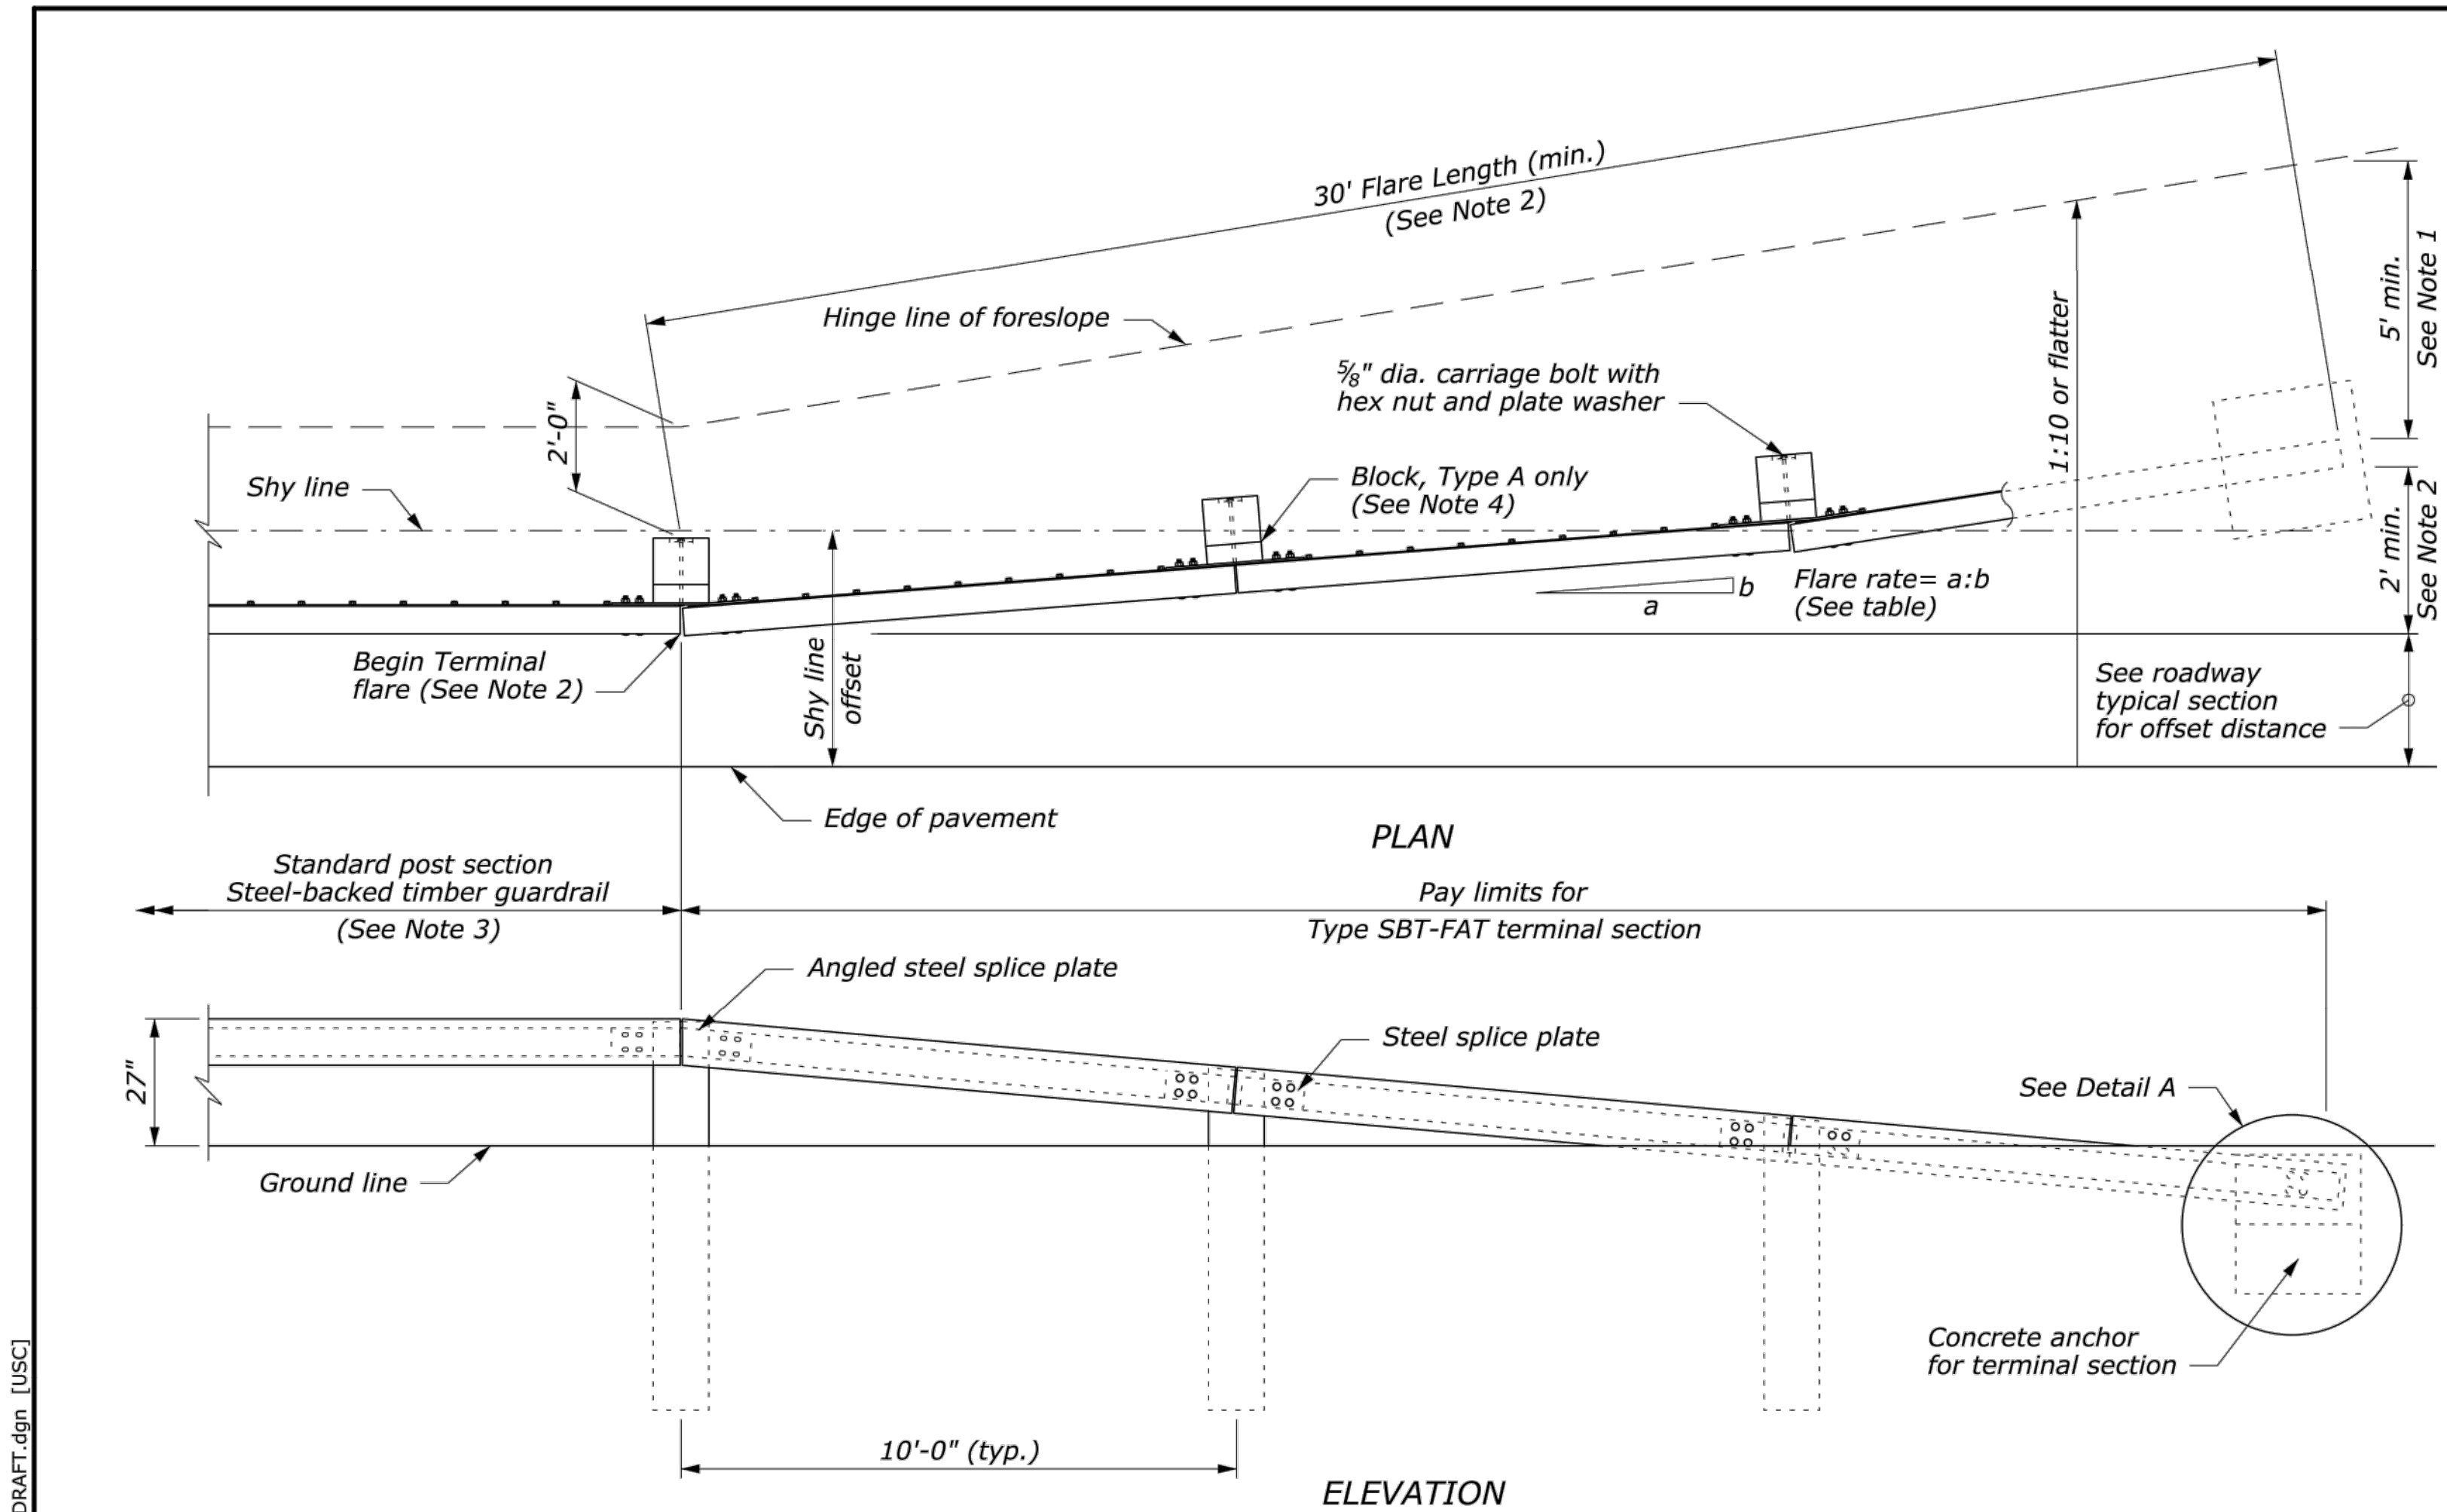 30' Flare Length (min.)
(See Note 2)
Hinge line of foreslope
5/8" dia. carriage bolt with
hex nut and plate washer
2'-0"
Shy line
Block, Type A only
(See Note 4)
1:10 or flatter
5' min.
See Note 1
2' min.
See Note 2
a
b
Flare rate= a:b
(See table)
Begin Terminal
flare (See Note 2)
Shy line
offset
See roadway
typical section
for offset distance
Edge of pavement
PLAN
Standard post section
Steel-backed timber guardrail
(See Note 3)
Pay limits for
Type SBT-FAT terminal section
Angled steel splice plate
Steel splice plate
27"
See Detail A
Ground line
Concrete anchor
for terminal section
10'-0" (typ.)
ELEVATION
DRAFT.dgn [USC]